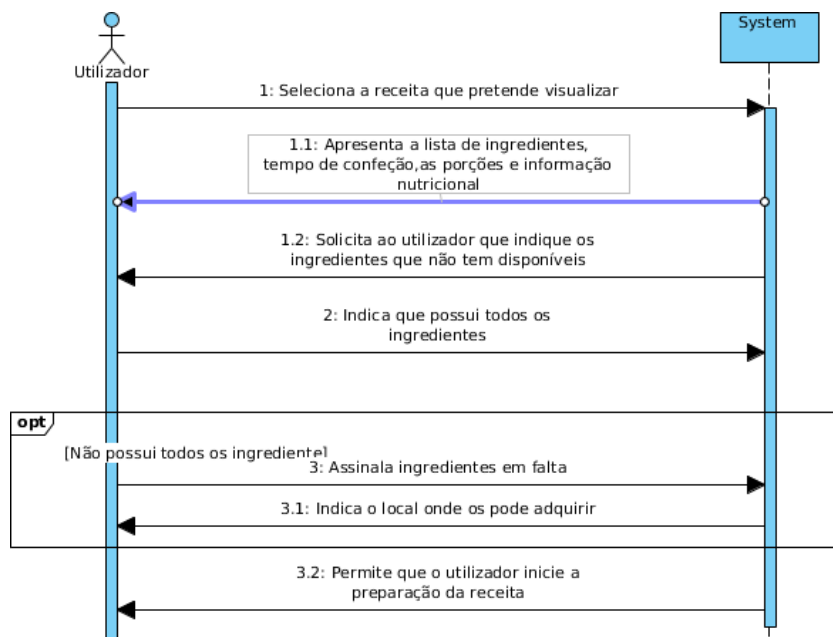 System
Utilizador
1: Seleciona a receita que pretende visualizar
1.1: Apresenta a lista de ingredientes,
tempo de confeção,as porções e informação
nutricional
1.2: Solicita ao utilizador que indique os
ingredientes que não tem disponíveis
2: Indica que possui todos os
ingredientes
opt
[Não possui todos os ingrediente]
3: Assinala ingredientes em falta
3.1: Indica o local onde os pode adquirir
3.2: Permite que o utilizador inicie a
preparação da receita